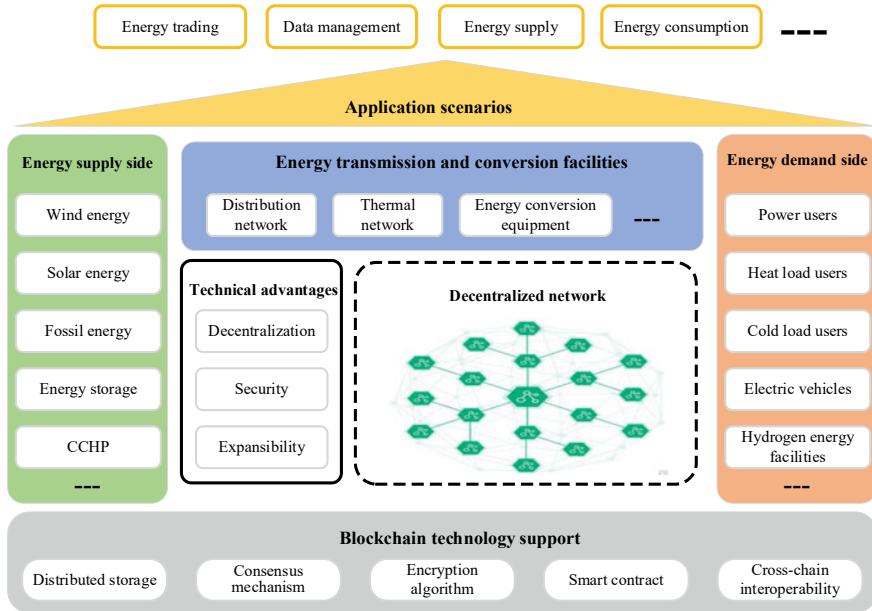 Energy trading
Data management
Energy supply
Energy consumption
Application scenarios
Energy supply side
Wind energy
Solar energy
Fossil energy
Energy storage
CCHP
Energy transmission and conversion facilities
Distribution
network
Thermal
network
Energy conversion
equipment
Technical advantages
Decentralization
Security
Expansibility
Decentralized network
Energy demand side
Power users
Heat load users
Cold load users
Electric vehicles
Hydrogen energy
facilities
Blockchain technology support
Distributed storage
Consensus
mechanism
Encryption
algorithm
Smart contract
Cross-chain
interoperability